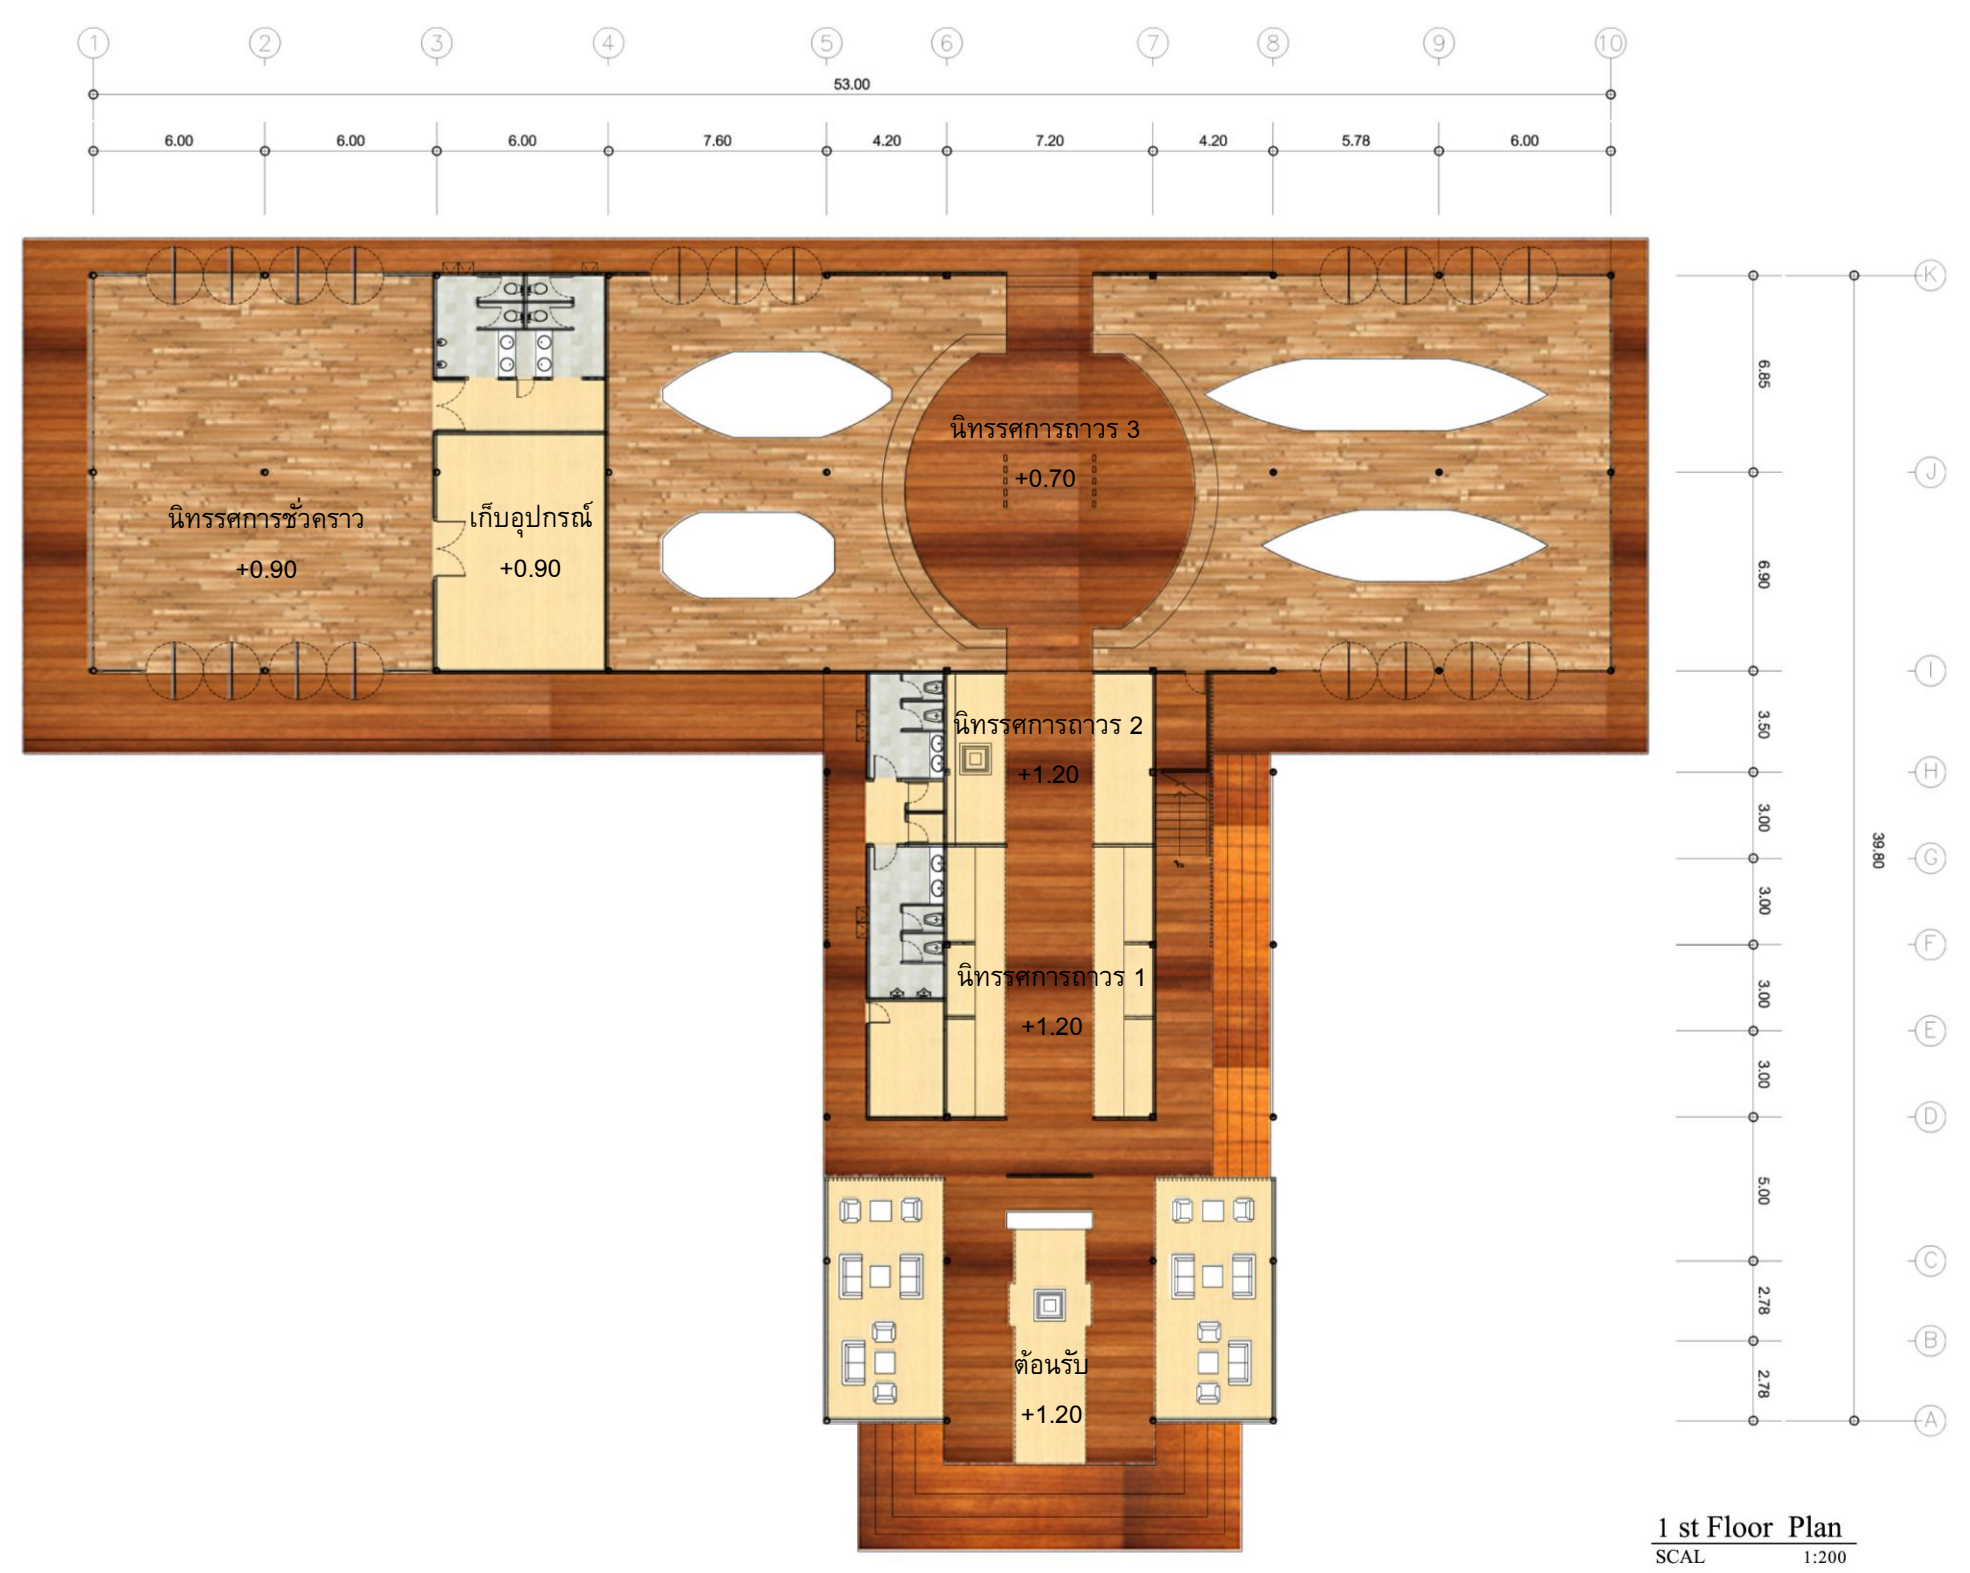 1 2 3 4 5 6 7 8 9 10
53.00
6.00 6.00 6.00 7.60 4.20 7.20 4.20 5.78 6.00
K
6.85
นิทรรศการถาวร 3
+0.70
J
นิทรรศการชั่วคราว
+0.90
เก็บอุปกรณ์
+0.90
6.90
I
นิทรรศการถาวร 2
+1.20
3.50
H
3.00
39.80
G
3.00
F
นิทรรศการถาวร 1
+1.20
3.00
E
3.00
D
5.00
C
2.78
B
ต้อนรับ
+1.20
2.78
A
1 st Floor Plan
SCAL 1:200